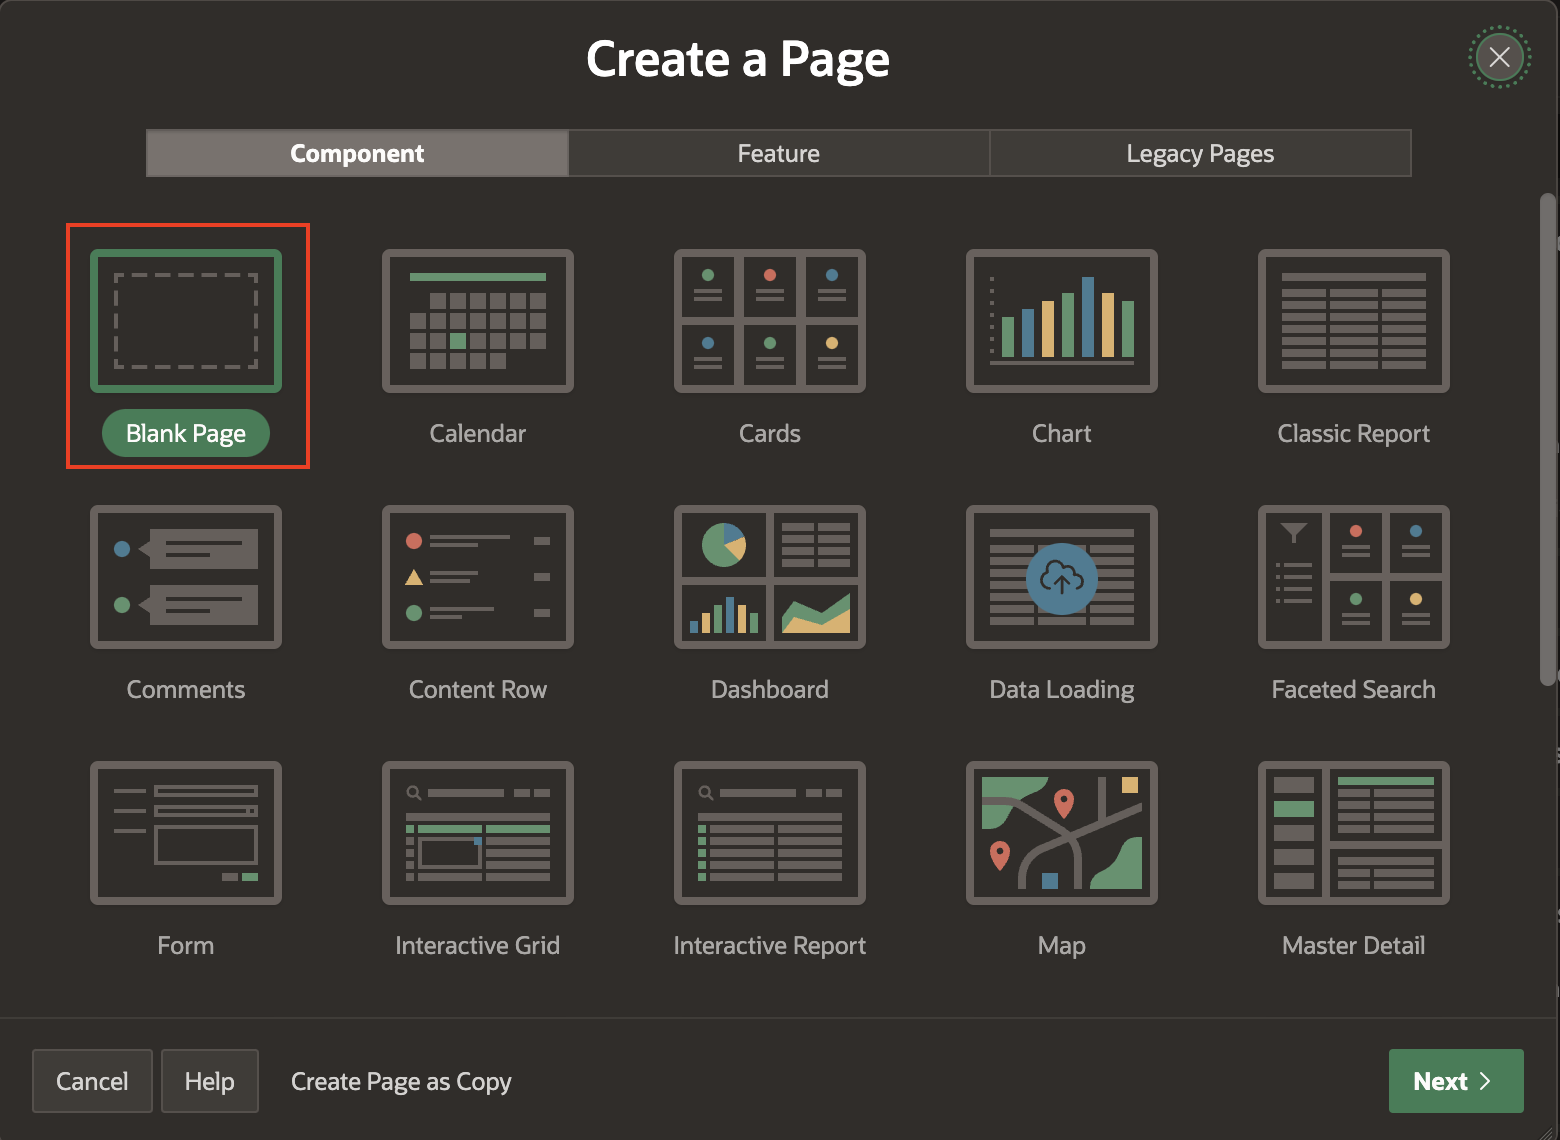 Create a Page
Component
Feature
Legacy Pages
Blank Page
Calendar
Cards
Chart
Classic Report
Comments
Content Row
Dashboard
Data Loading
Faceted Search
Form
Interactive Grid
Interactive Report
Map
Master Detail
Cancel
Help
Create Page as Copy
Next